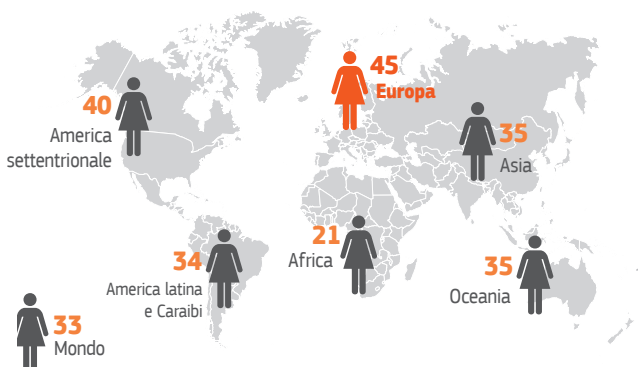 45
Europa
40
America
settentrionale
35
Asia
21
Africa
34
America latina
e Caraibi
35
Oceania
33
Mondo